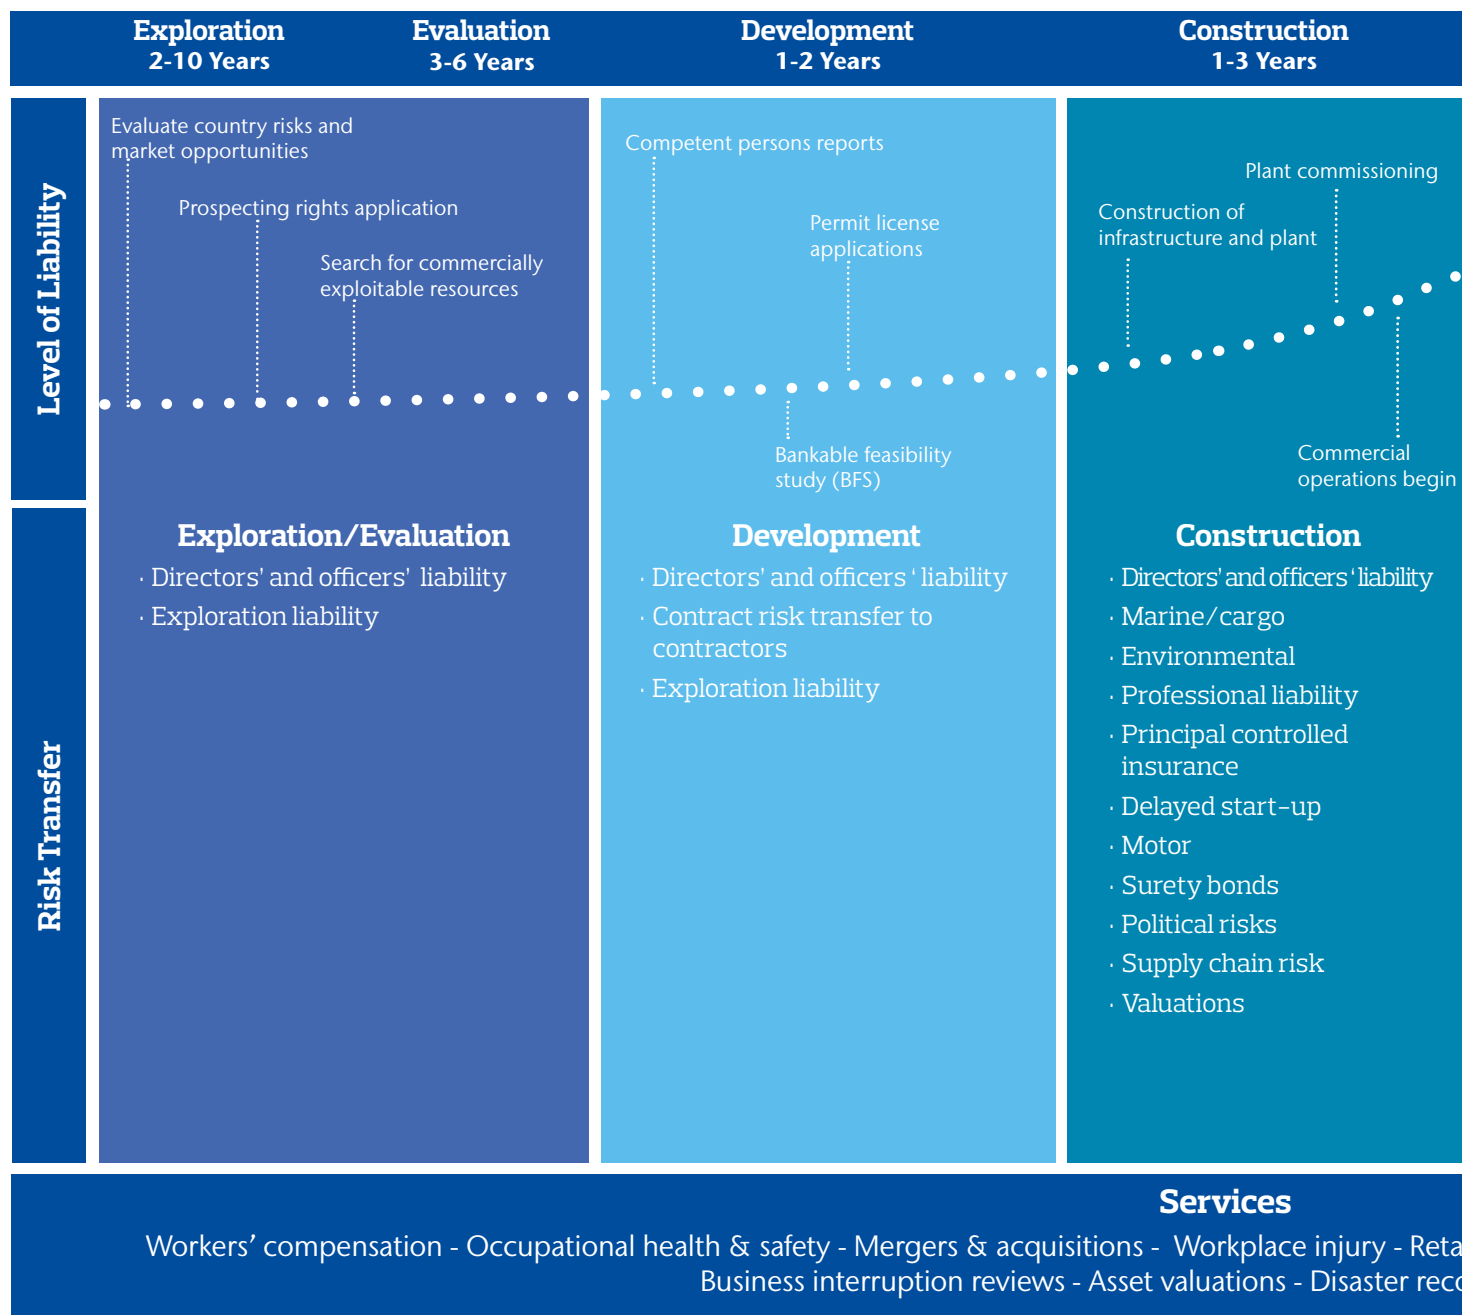 Exploration
2-10 Years
Evaluation
3-6 Years
Development
1-2 Years
Construction
1-3 Years
Level of Liability
Evaluate country risks and
market opportunities
Prospecting rights application
Search for commercially
exploitable resources
Competent persons reports
Permit license
applications
Bankable feasibility
study (BFS)
Plant commissioning
Construction of
infrastructure and plant
Commercial
operations begin
Risk Transfer
Exploration/Evaluation
· Directors' and officers' liability
· Exploration liability
Development
· Directors' and officers ‘ liability
· Contract risk transfer to
contractors
· Exploration liability
Construction
· Directors' and officers ‘ liability
· Marine/cargo
· Environmental
· Professional liability
· Principal controlled
insurance
· Delayed start-up
· Motor
· Surety bonds
· Political risks
· Supply chain risk
· Valuations
Services
Workers’ compensation - Occupational health & safety - Mergers & acquisitions - Workplace injury -
Business interruption reviews - Asset valuations - Disaster